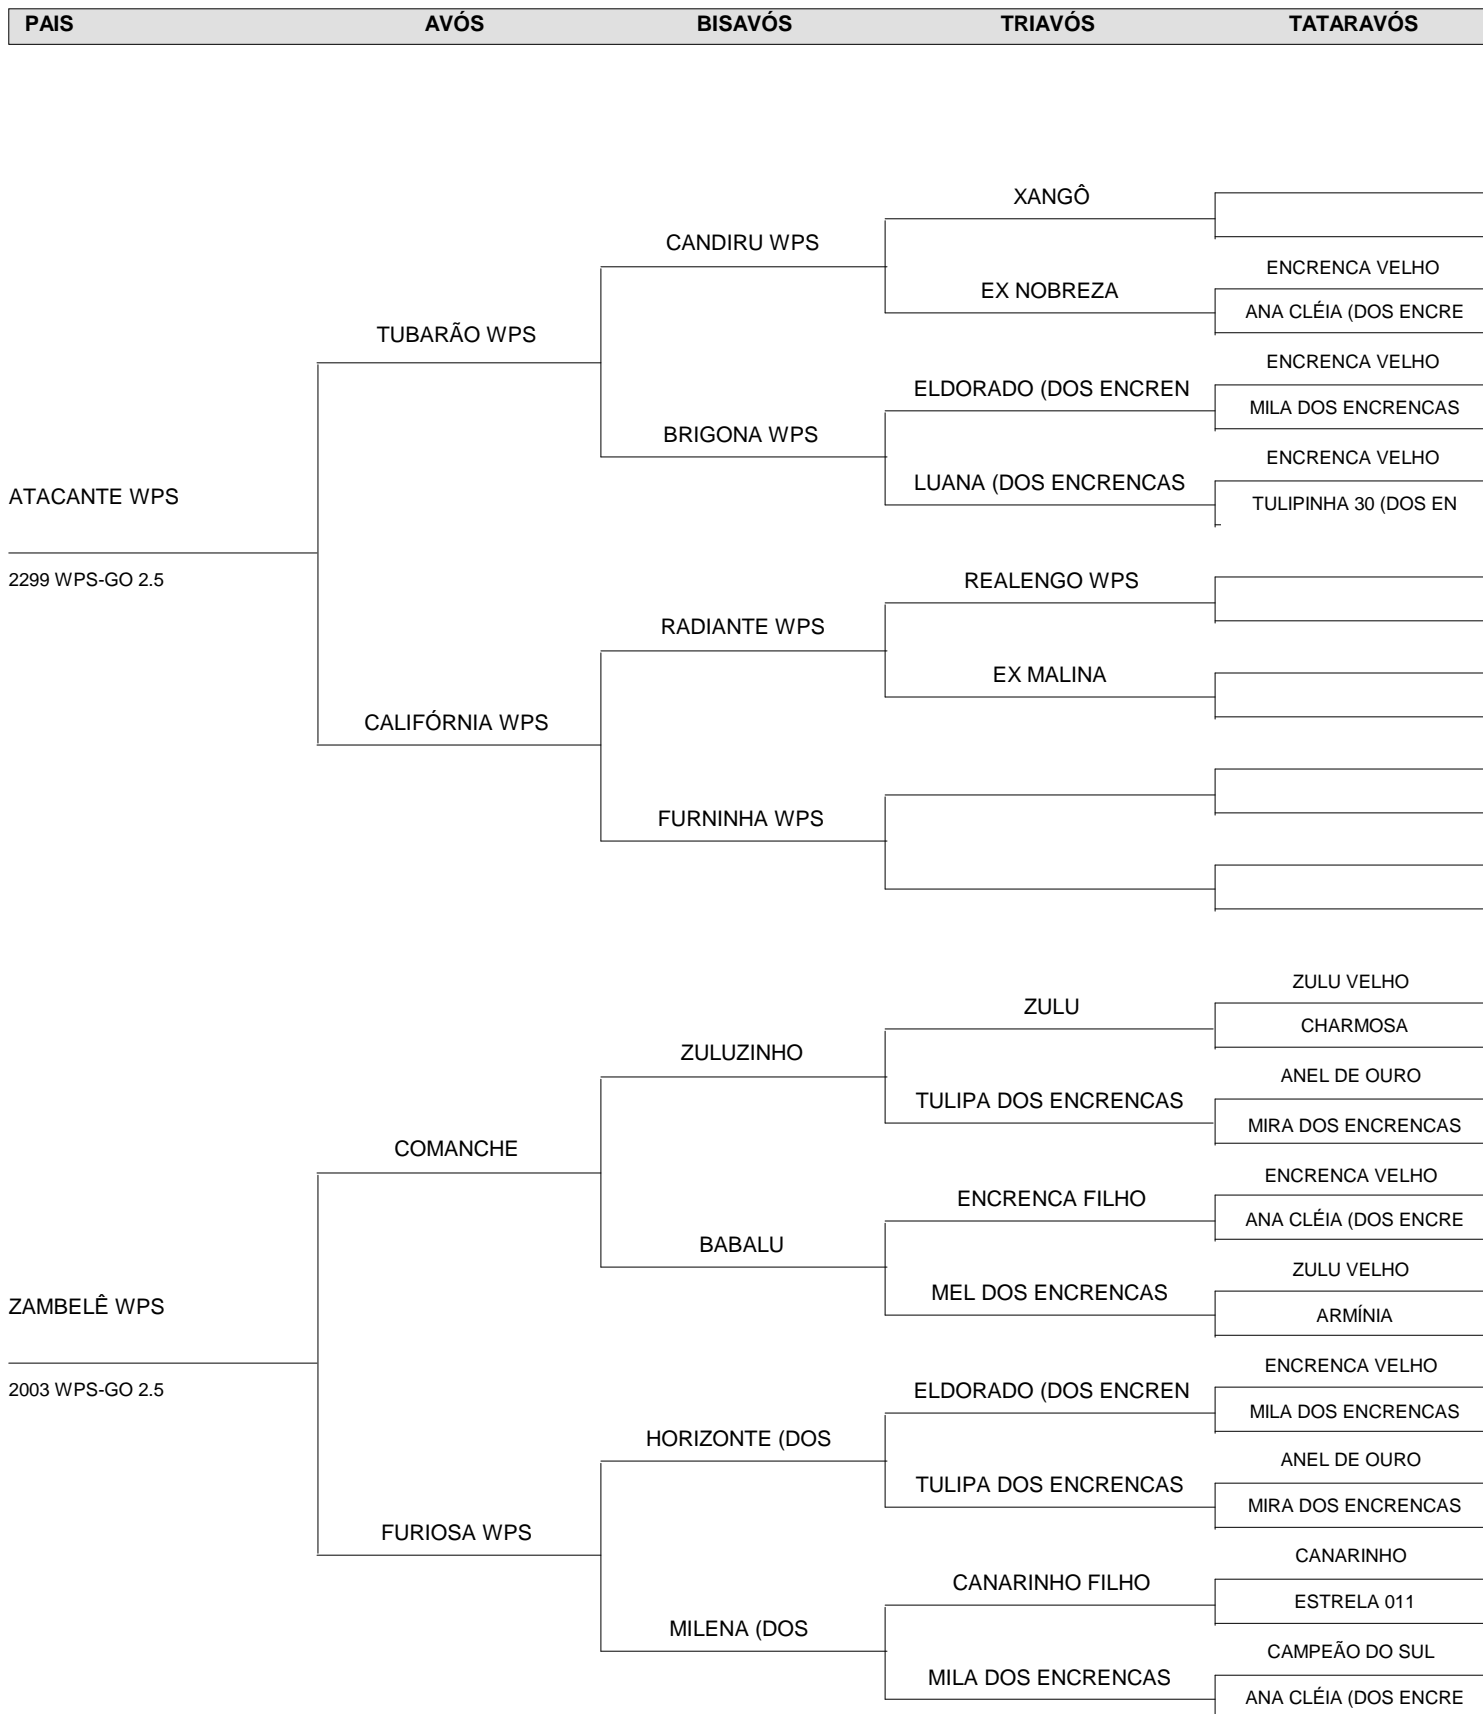 PAIS AVÓS BISAVÓS TRIAVÓS TATARAVÓS
XANGÔ
CANDIRU WPS
ENCRENCA VELHO
EX NOBREZA
ANA CLÉIA (DOS ENCRE
TUBARÃO WPS
ENCRENCA VELHO
ELDORADO (DOS ENCREN
MILA DOS ENCRENCAS
BRIGONA WPS
ENCRENCA VELHO
LUANA (DOS ENCRENCAS
ATACANTE WPS
TULIPINHA 30 (DOS EN
2299 WPS-GO 2.5
REALENGO WPS
RADIANTE WPS
EX MALINA
CALIFÓRNIA WPS
FURNINHA WPS
ZULU VELHO
ZULU
CHARMOSA
ZULUZINHO
ANEL DE OURO
TULIPA DOS ENCRENCAS
MIRA DOS ENCRENCAS
COMANCHE
ENCRENCA VELHO
ENCRENCA FILHO
ANA CLÉIA (DOS ENCRE
BABALU
ZULU VELHO
MEL DOS ENCRENCAS
ZAMBELÊ WPS
ARMÍNIA
ENCRENCA VELHO
2003 WPS-GO 2.5
ELDORADO (DOS ENCREN
MILA DOS ENCRENCAS
HORIZONTE (DOS
ANEL DE OURO
TULIPA DOS ENCRENCAS
MIRA DOS ENCRENCAS
FURIOSA WPS
CANARINHO
CANARINHO FILHO
ESTRELA 011
MILENA (DOS
CAMPEÃO DO SUL
MILA DOS ENCRENCAS
ANA CLÉIA (DOS ENCRE